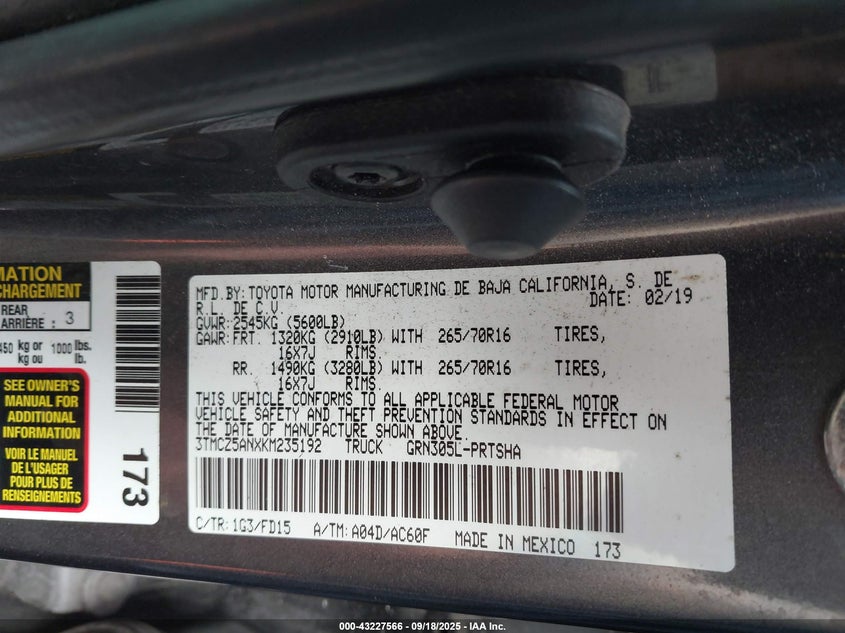 MATION
CHARGEMENT
REAR
ARRIÈRE : 3
450 kg or 1000 lbs.
kg ou lb.
SEE OWNER'S
MANUAL FOR
ADDITIONAL
INFORMATION
VOIR LE MANUEL
DE L'USAGER
POUR PLUS DE
RENSEIGNEMENTS
173
MFD.BY:TOYOTA MOTOR MANUFACTURING DE BAJA CALIFORNIA, S. DE
R.L. DE C.V. DATE: 02/19
GVWR:2545KG (5600LB)
GAWR:FRT. 1320KG (2910LB) WITH 265/70R16 TIRES,
16X7J RIMS.
RR. 1490KG (3280LB) WITH 265/70R16 TIRES,
16X7J RIMS.
THIS VEHICLE CONFORMS TO ALL APPLICABLE FEDERAL MOTOR
VEHICLE SAFETY AND THEFT PREVENTION STANDARDS IN EFFECT ON
THE DATE OF MANUFACTURE SHOWN ABOVE.
3TMCZ5ANXKM235192 TRUCK GRN305L-PRTSHA
C/TR:1G3/FD15 A/TM:A04D/AC60F MADE IN MEXICO 173
000-43227566 - 09/18/2025 - IAA Inc.